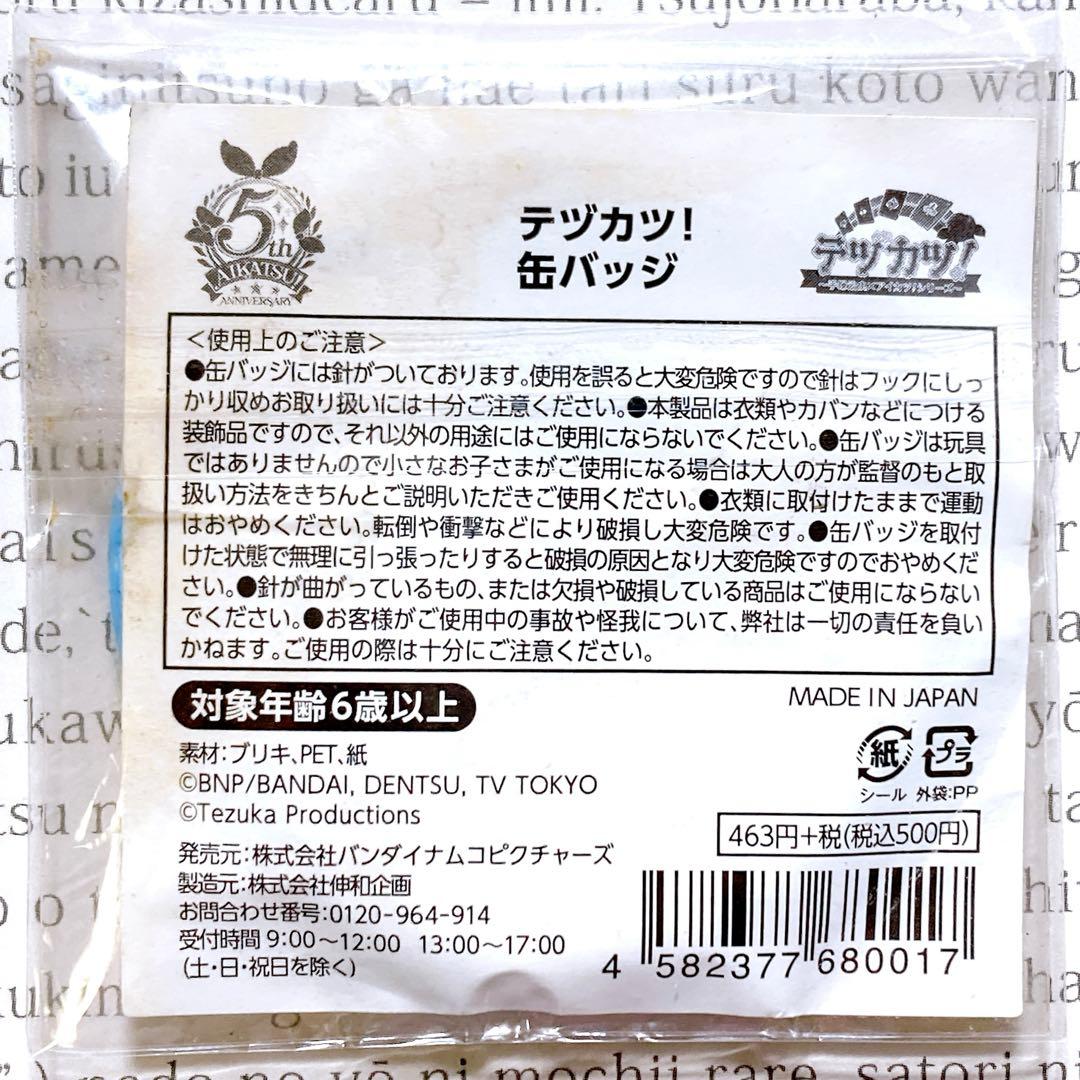 oru kizashidearu
saginitsuno ga hae tari suru koto wan
to iu
5th
AIKATSU!
ANNIVERSARY
テヅカツ!
缶バッジ
テヅカツ!
<使用上のご注意>
●缶バッジには針がついております。使用を誤ると大変危険ですので針はフックにしっ
かり収めお取り扱いには十分ご注意ください。●本製品は衣類やカバンなどにつける
装飾品ですので、それ以外の用途にはご使用にならないでください。●缶バッジは玩具
ではありませんので小さなお子さまがご使用になる場合は大人の方が監督のもと取
扱い方法をきちんとご説明いただきご使用ください。●衣類に取付けたままで運動
はおやめください。転倒や衝撃などにより破損し大変危険です。●缶バッジを取付
けた状態で無理に引っ張ったりすると破損の原因となり大変危険ですのでおやめくだ
さい。●針が曲がっているもの、または欠損や破損している商品はご使用にならない
でください。●お客様がご使用中の事故や怪我について、弊社は一切の責任を負い
かねます。ご使用の際は十分にご注意ください。
対象年齢6歳以上
MADE IN JAPAN
素材:ブリキ、PET、紙
©BNP/BANDAI, DENTSU, TV TOKYO
©Tezuka Productions
紙
シール
プラ
外袋:PP
463円+税(税込500円)
発売元:株式会社バンダイナムコピクチャーズ
製造元:株式会社伸和企画
お問合わせ番号:0120-964-914
受付時間 9:00〜12:00 13:00〜17:00
(土・日・祝日を除く)
4 582377 680017
nado no yō ni mochii rare, satori ni